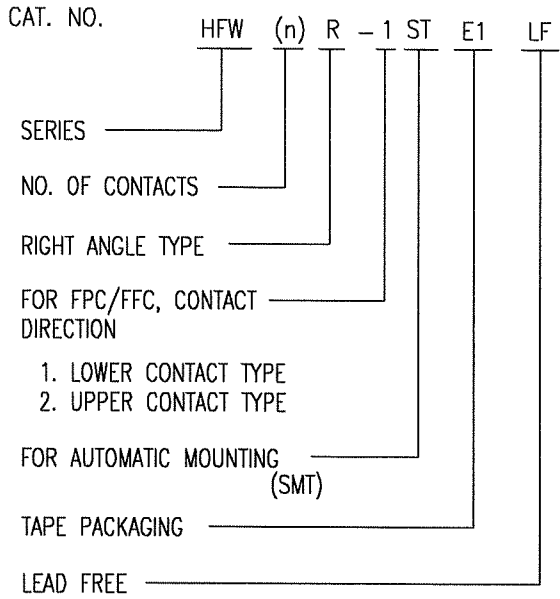 CAT. NO.
HFW (n) R - 1 ST E1 LF
SERIES
NO. OF CONTACTS
RIGHT ANGLE TYPE
FOR FPC/FFC, CONTACT
DIRECTION
1. LOWER CONTACT TYPE
2. UPPER CONTACT TYPE
FOR AUTOMATIC MOUNTING
(SMT)
TAPE PACKAGING
LEAD FREE